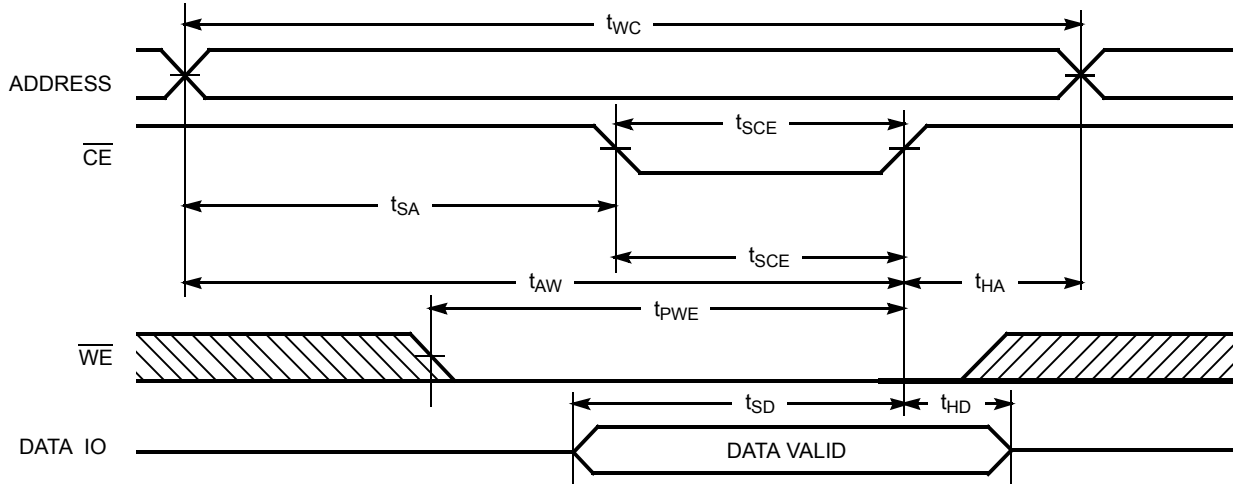 tWC
ADDRESS
tSCE
CE
tSA
tSCE
tAW
tHA
tPWE
WE
tSD
tHD
DATA IO
DATA VALID